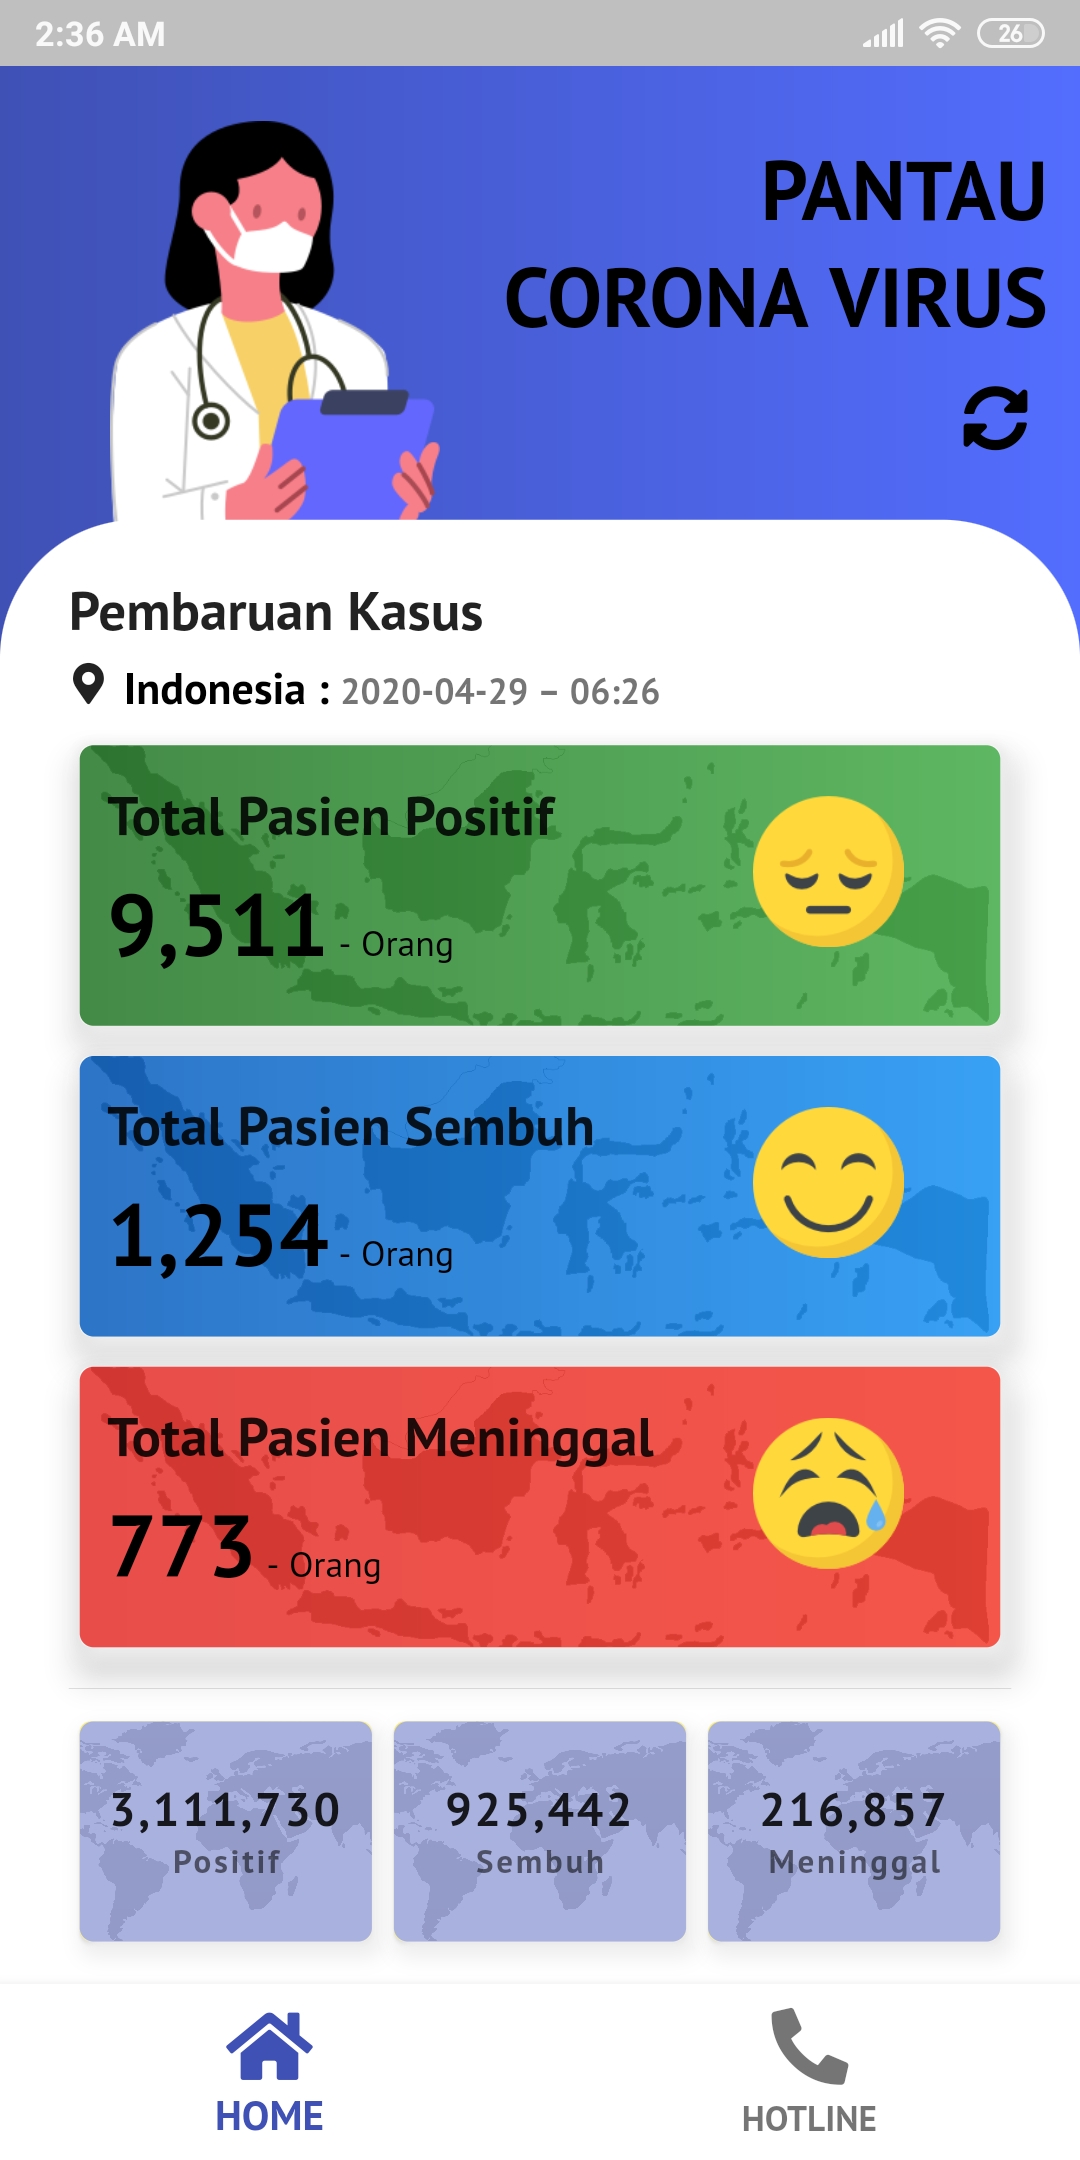 2:36 AM
26
PANTAU
CORONA VIRUS
Pembaruan Kasus
Indonesia : 2020-04-29 – 06:26
Total Pasien Positif
9,511 - Orang
Total Pasien Sembuh
1,254 - Orang
Total Pasien Meninggal
773 - Orang
3,111,730 925,442 216,857
Positif Sembuh Meninggal
HOME HOTLINE